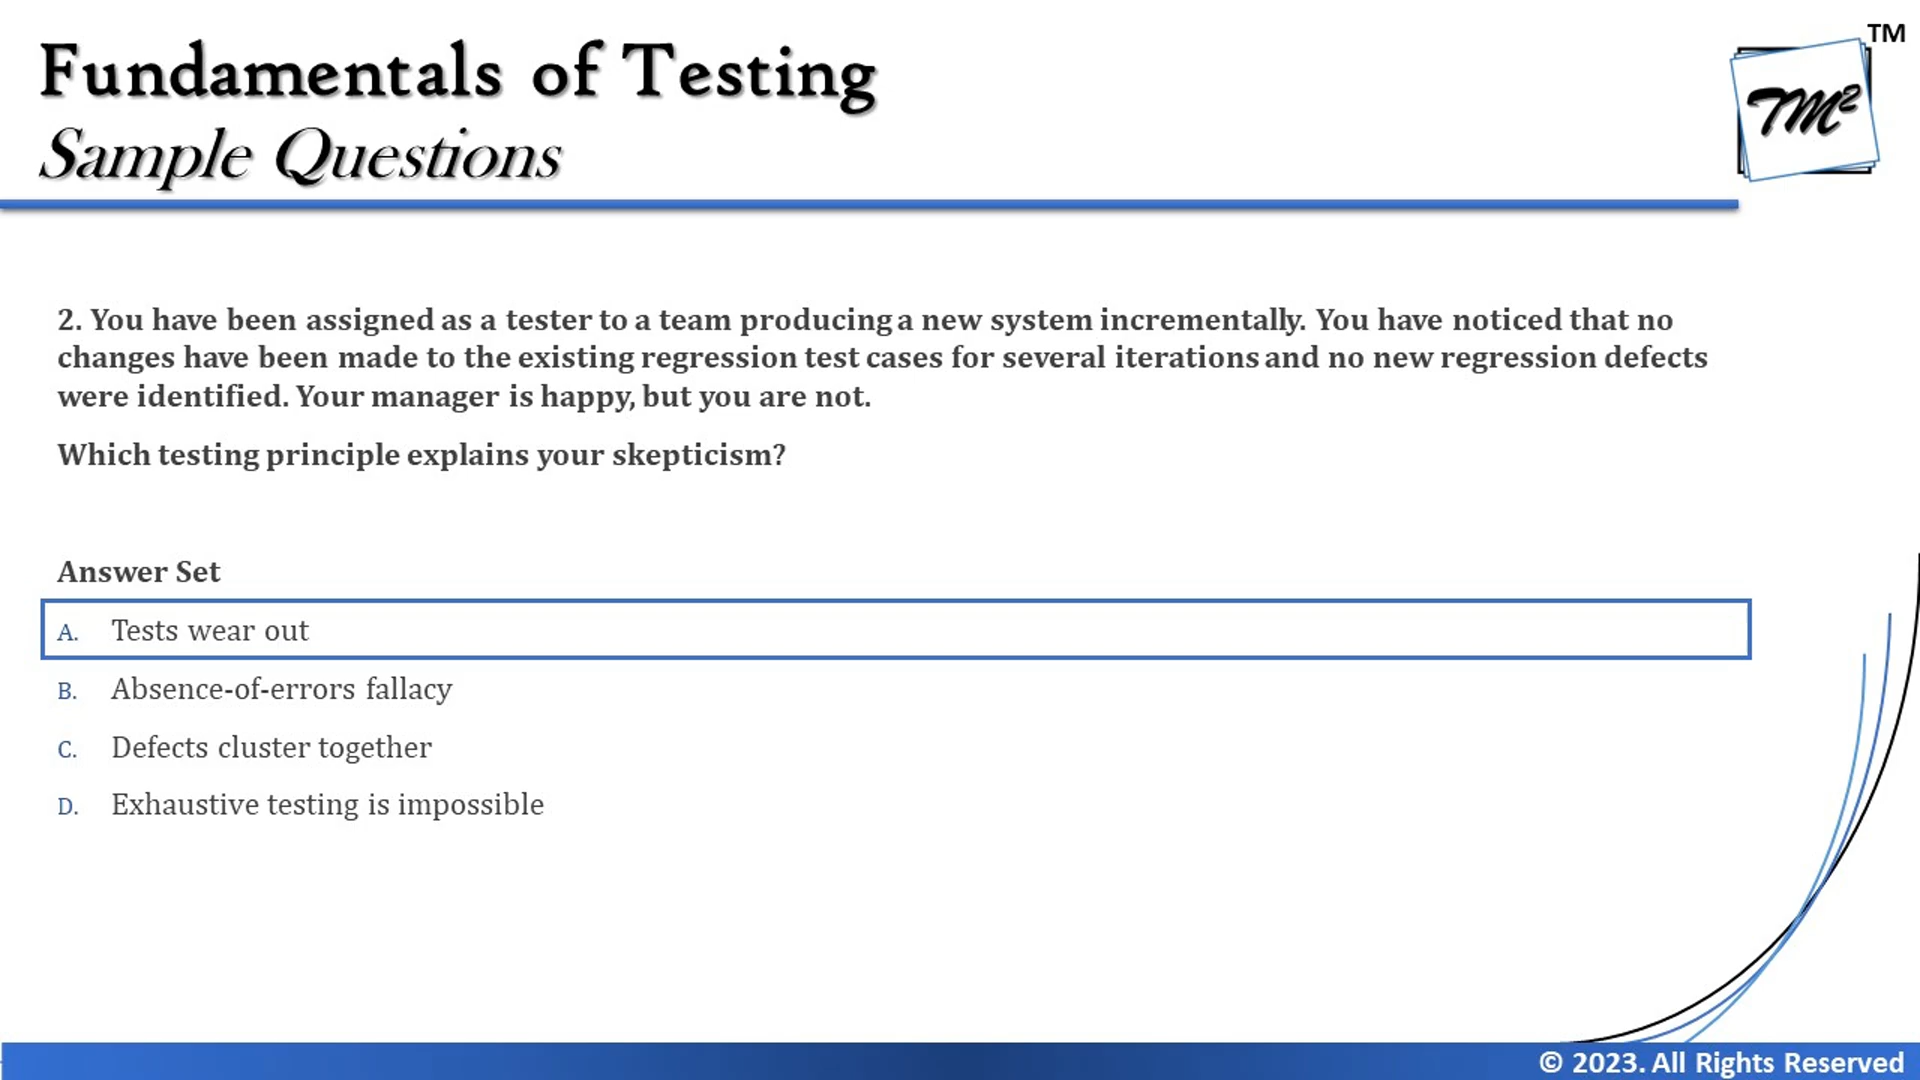 Fundamentals of Testing
Sample Questions
TM
TM²
2. You have been assigned as a tester to a team producing a new system incrementally. You have noticed that no
changes have been made to the existing regression test cases for several iterations and no new regression defects
were identified. Your manager is happy, but you are not.
Which testing principle explains your skepticism?
Answer Set
A. Tests wear out
B. Absence-of-errors fallacy
C. Defects cluster together
D. Exhaustive testing is impossible
© 2023. All Rights Reserved